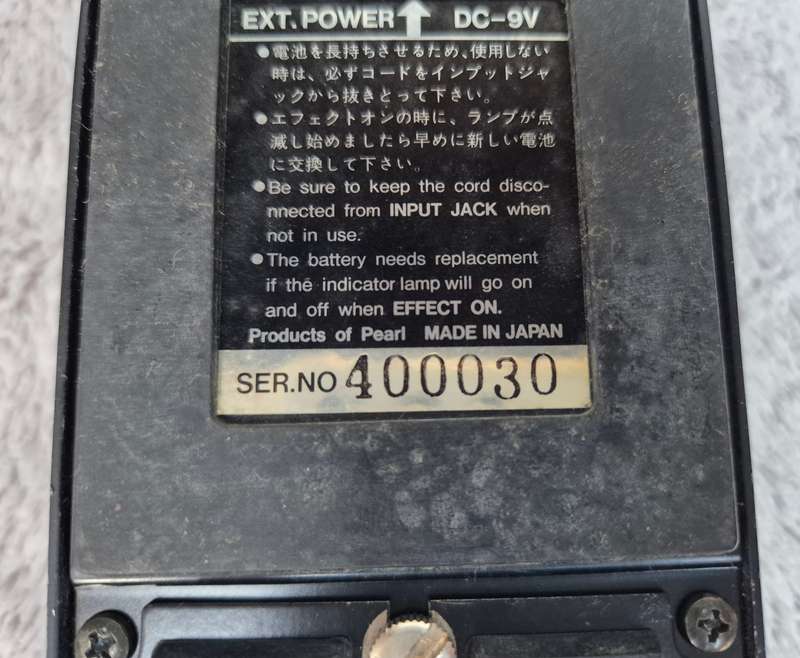 EXT. POWER ↑ DC-9V
●電池を長持ちさせるため、使用しない
時は、必ずコードをインプットジャ
ックから抜きとって下さい。
●エフェクトオンの時に、ランプが点
滅し始めましたら早めに新しい電池
に交換して下さい。
●Be sure to keep the cord disco-
nnected from INPUT JACK when
not in use.
●The battery needs replacement
if the indicator lamp will go on
and off when EFFECT ON.
Products of Pearl MADE IN JAPAN
SER.NO 400030